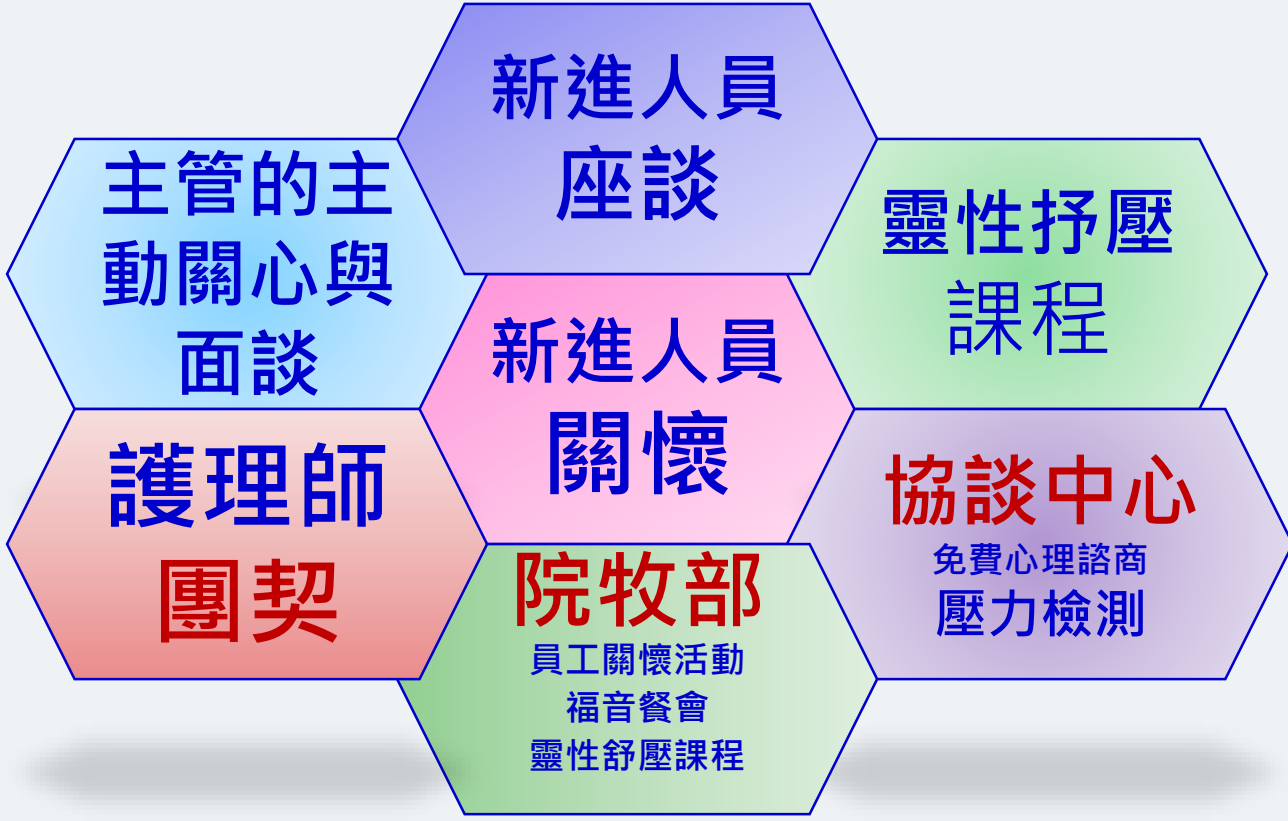 新進人員
座談
主管的主
動關心與
面談
靈性抒壓
課程
新進人員
關懷
護理師
團契
協談中心
免費心理諮商
壓力檢測
院牧部
員工關懷活動
福音餐會
靈性舒壓課程